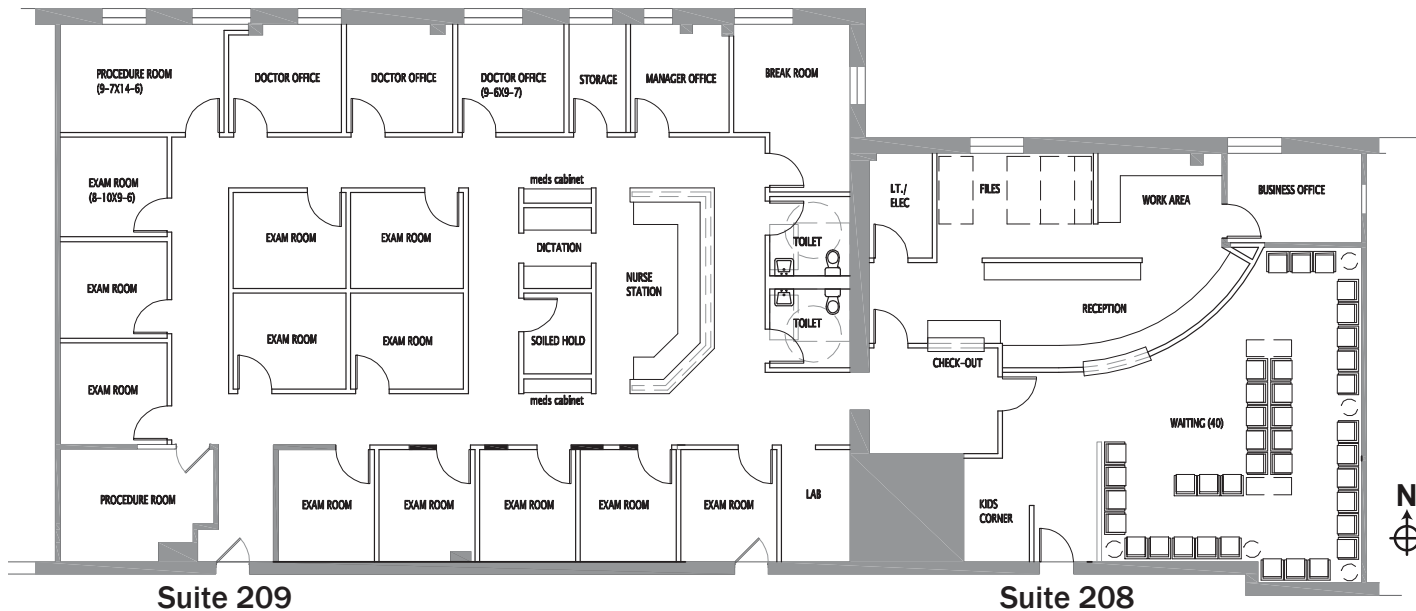 PROCEDURE ROOM
(9-7X14-6)
DOCTOR OFFICE
DOCTOR OFFICE
DOCTOR OFFICE
(9-6X9-7)
STORAGE
MANAGER OFFICE
BREAK ROOM
EXAM ROOM
(8-10X9-6)
meds cabinet
I.T./
ELEC
FILES
WORK AREA
BUSINESS OFFICE
EXAM ROOM
EXAM ROOM
DICTATION
TOILET
EXAM ROOM
NURSE
STATION
RECEPTION
EXAM ROOM
EXAM ROOM
SOILED HOLD
TOILET
CHECK-OUT
EXAM ROOM
meds cabinet
WAITING (40)
PROCEDURE ROOM
EXAM ROOM
EXAM ROOM
EXAM ROOM
EXAM ROOM
EXAM ROOM
LAB
KIDS
CORNER
N
Suite 209
Suite 208